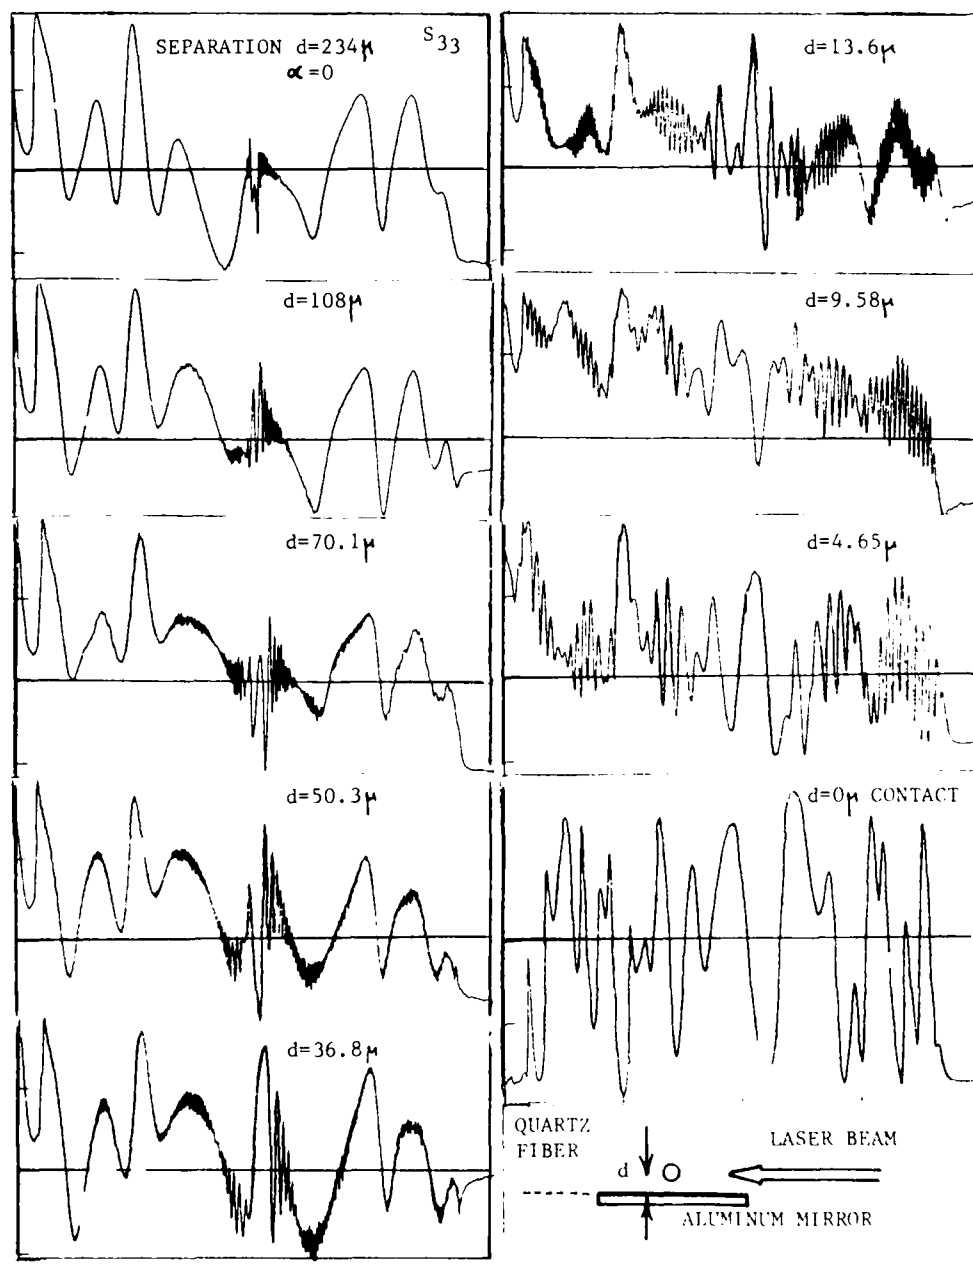 SEPARATION d=234μ
α=0
S33
d=108μ
d=70.1μ
d=50.3μ
d=36.8μ
d=13.6μ
d=9.58μ
d=4.65μ
d=0μ CONTACT
QUARTZ
FIBER
d
LASER BEAM
ALUMINUM MIRROR